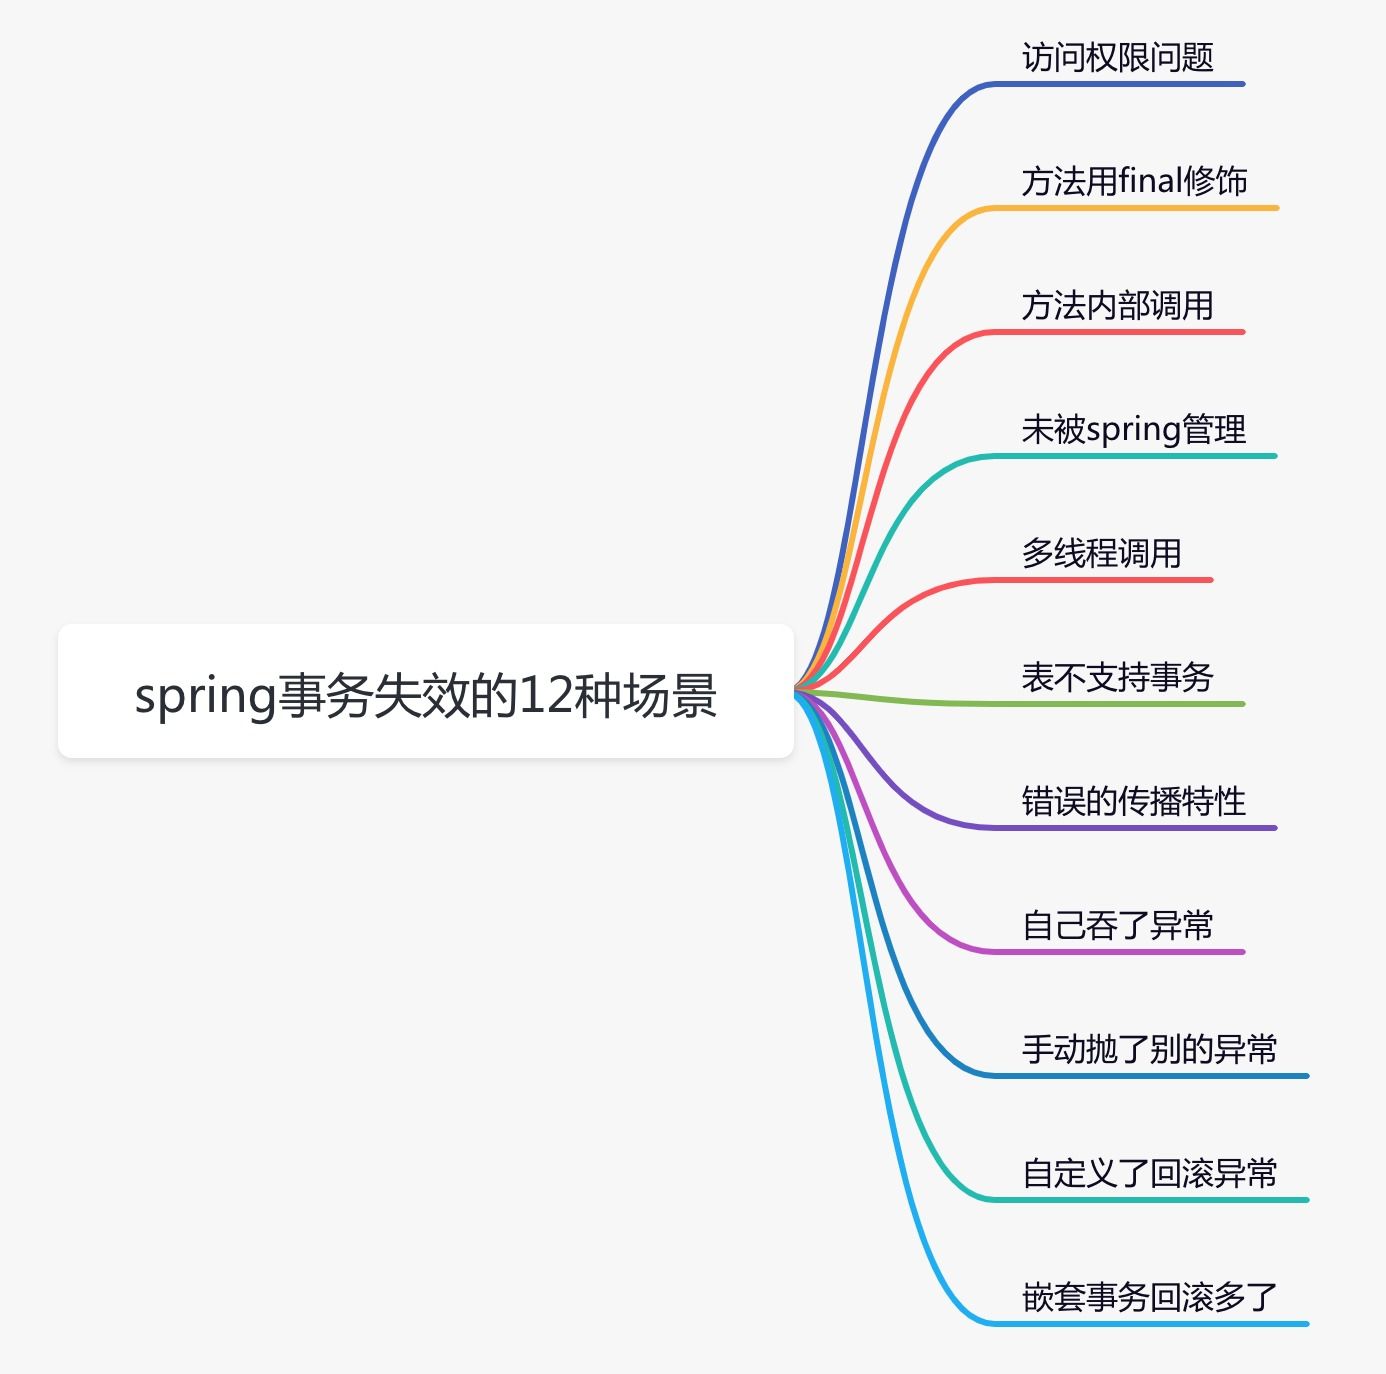 访问权限问题
方法用final修饰
方法内部调用
未被spring管理
多线程调用
表不支持事务
spring事务失效的12种场景
错误的传播特性
自己吞了异常
手动抛了别的异常
自定义了回滚异常
嵌套事务回滚多了